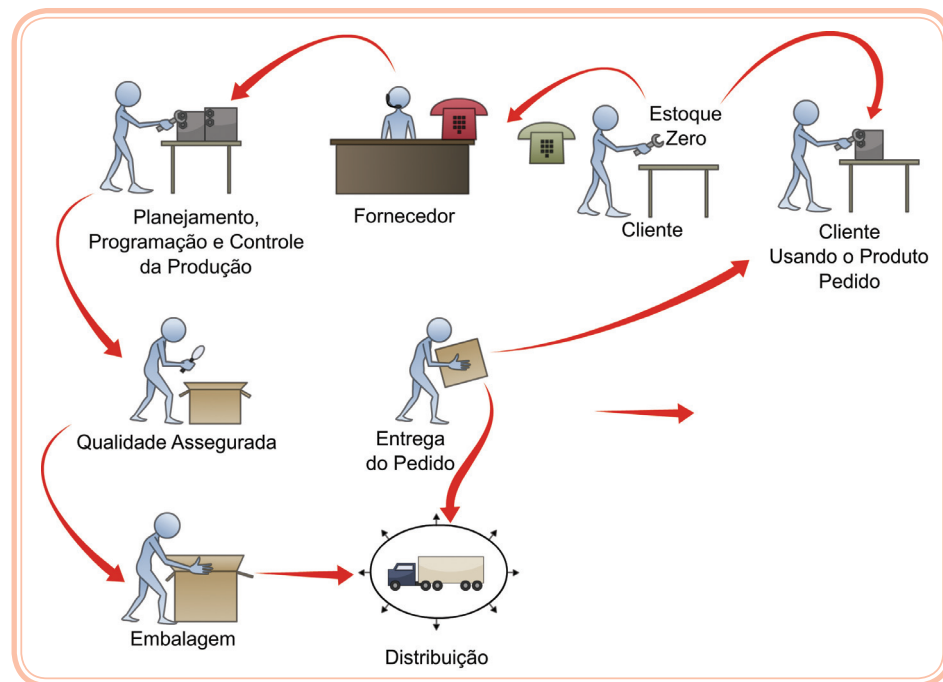 Estoque
Zero
Planejamento,
Programação e Controle
da Produção
Fornecedor
Cliente
Cliente
Usando o Produto
Pedido
Qualidade Assegurada
Entrega
do Pedido
Embalagem
Distribuição